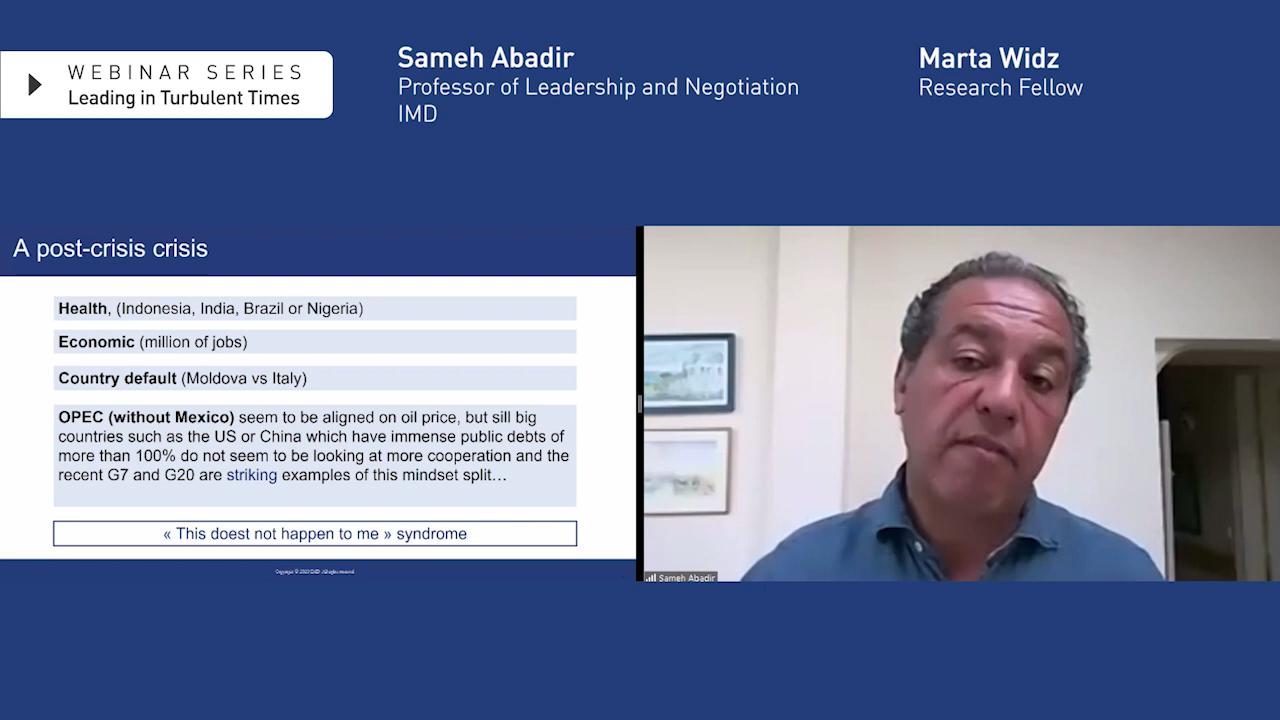 WEBINAR SERIES
Leading in Turbulent Times
Sameh Abadir
Professor of Leadership and Negotiation
IMD
Marta Widz
Research Fellow
A post-crisis crisis
Health, (Indonesia, India, Brazil or Nigeria)
Economic (million of jobs)
Country default (Moldova vs Italy)
OPEC (without Mexico) seem to be aligned on oil price, but sill big
countries such as the US or China which have immense public debts of
more than 100% do not seem to be looking at more cooperation and the
recent G7 and G20 are striking examples of this mindset split…
« This doest not happen to me » syndrome
Sameh Abadir